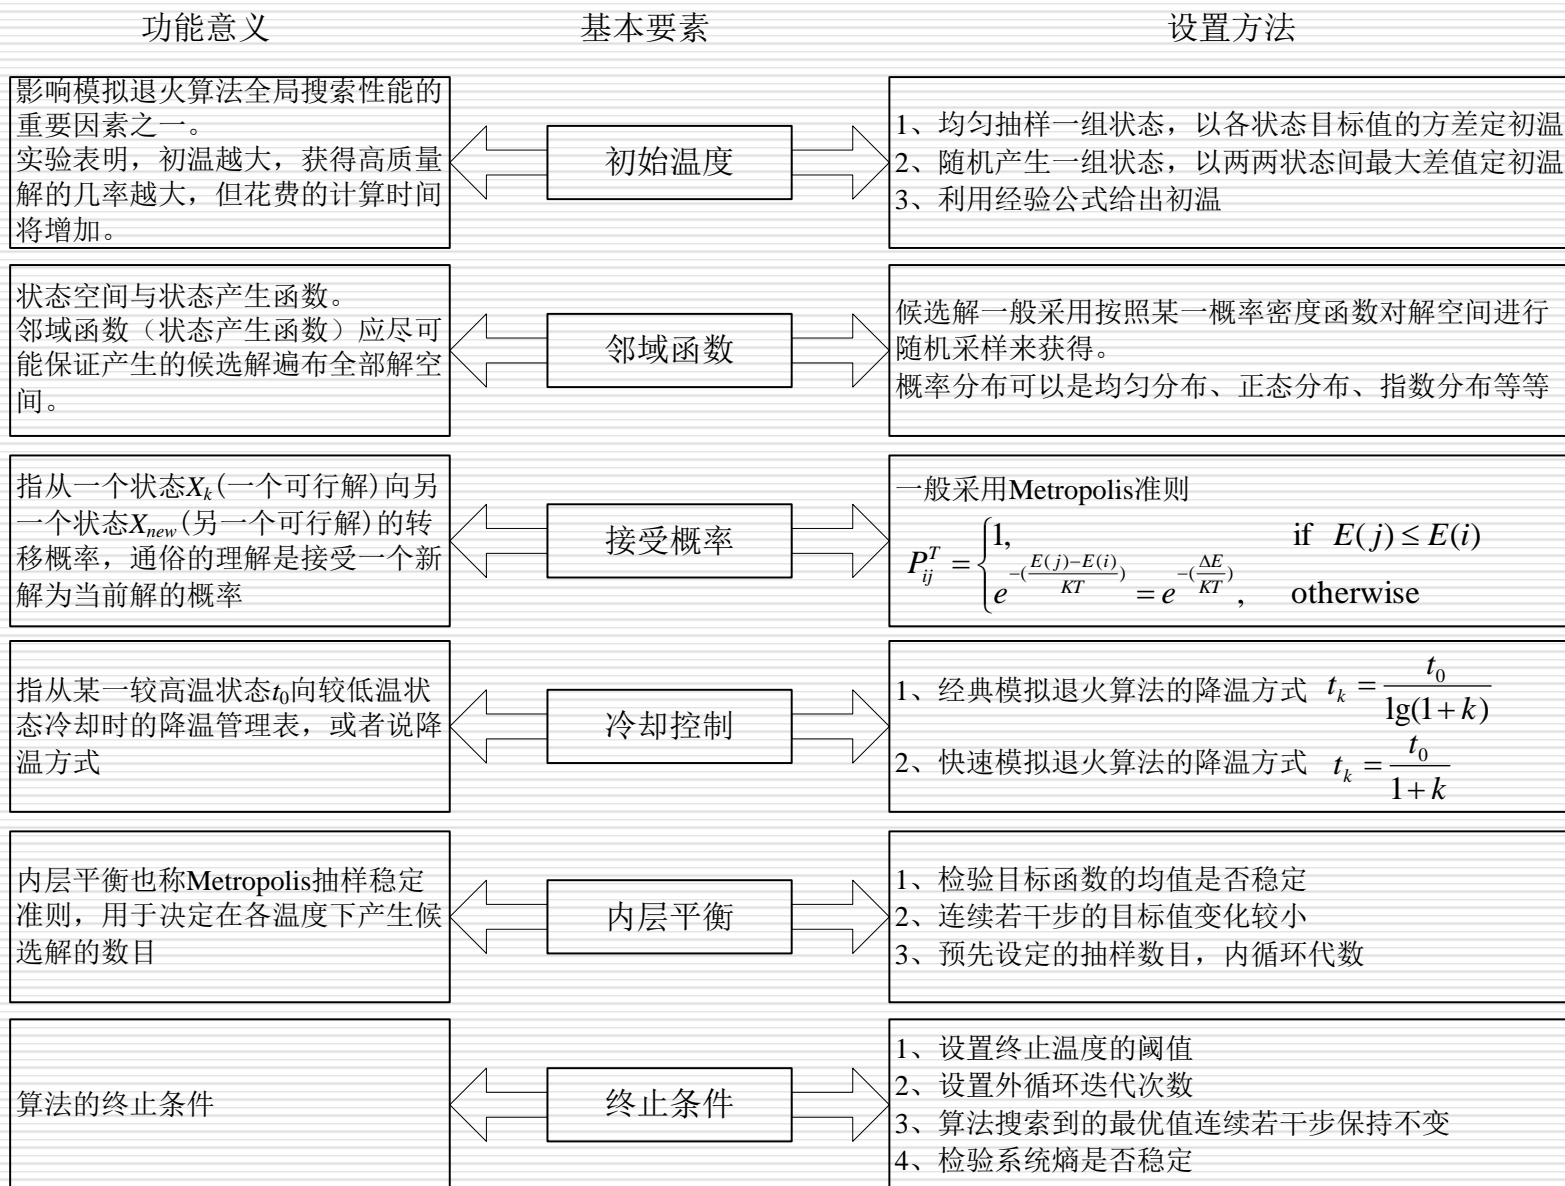 功能意义
基本要素
设置方法
影响模拟退火算法全局搜索性能的
重要因素之一。
实验表明，初温越大，获得高质量
解的几率越大，但花费的计算时间
将增加。
初始温度
1、均匀抽样一组状态，以各状态目标值的方差定初温
2、随机产生一组状态，以两两状态间最大差值定初温
3、利用经验公式给出初温
状态空间与状态产生函数。
邻域函数（状态产生函数）应尽可
能保证产生的候选解遍布全部解空
间。
邻域函数
候选解一般采用按照某一概率密度函数对解空间进行
随机采样来获得。
概率分布可以是均匀分布、正态分布、指数分布等等
指从一个状态X_k(一个可行解)向另
一个状态X_new(另一个可行解)的转
移概率，通俗的理解是接受一个新
解为当前解的概率
接受概率
一般采用Metropolis准则
P_{ij}^T = { 1, if E(j) ≤ E(i)
e^{-(\frac{E(j)-E(i)}{KT})} = e^{-(\frac{ΔE}{KT})}, otherwise
指从某一较高温状态t_0向较低温状
态冷却时的降温管理表，或者说降
温方式
冷却控制
1、经典模拟退火算法的降温方式 t_k = \frac{t_0}{lg(1+k)}
2、快速模拟退火算法的降温方式 t_k = \frac{t_0}{1+k}
内层平衡也称Metropolis抽样稳定
准则，用于决定在各温度下产生候
选解的数目
内层平衡
1、检验目标函数的均值是否稳定
2、连续若干步的目标值变化较小
3、预先设定的抽样数目，内循环代数
算法的终止条件
终止条件
1、设置终止温度的阈值
2、设置外循环迭代次数
3、算法搜索到的最优值连续若干步保持不变
4、检验系统熵是否稳定